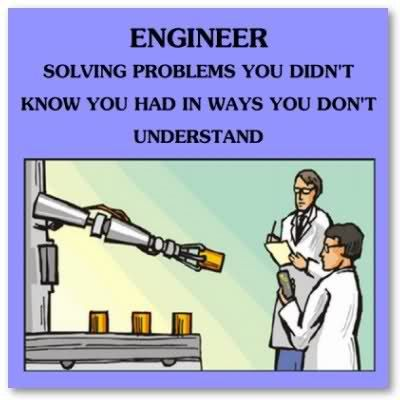 ENGINEER
SOLVING PROBLEMS YOU DIDN'T
KNOW YOU HAD IN WAYS YOU DON'T
UNDERSTAND